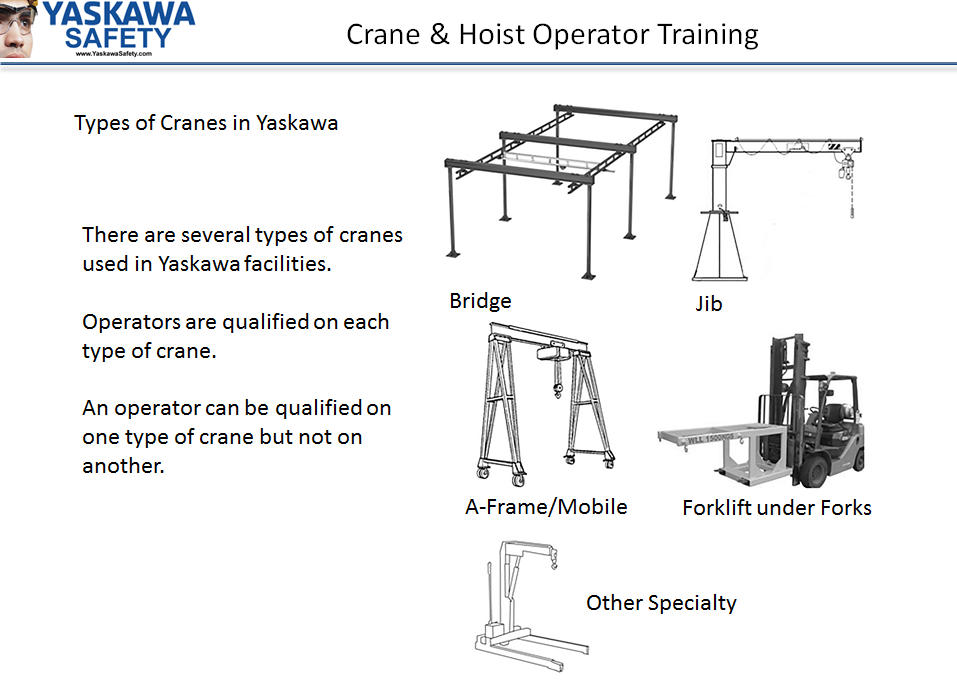 YASKAWA
SAFETY
www.YaskawaSafety.com
Crane & Hoist Operator Training
Types of Cranes in Yaskawa
There are several types of cranes
used in Yaskawa facilities.
Operators are qualified on each
type of crane.
An operator can be qualified on
one type of crane but not on
another.
Bridge
Jib
WLL 1500KGS
A-Frame/Mobile
Forklift under Forks
Other Specialty